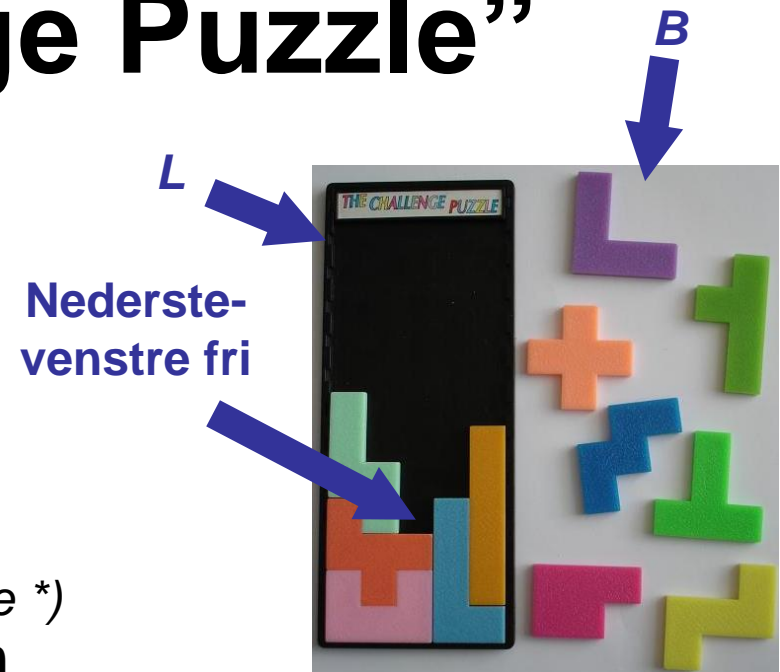 ge Puzzle”
B
L
THE CHALLENGE PUZZLE
Nederste-
venstre fri
e *)